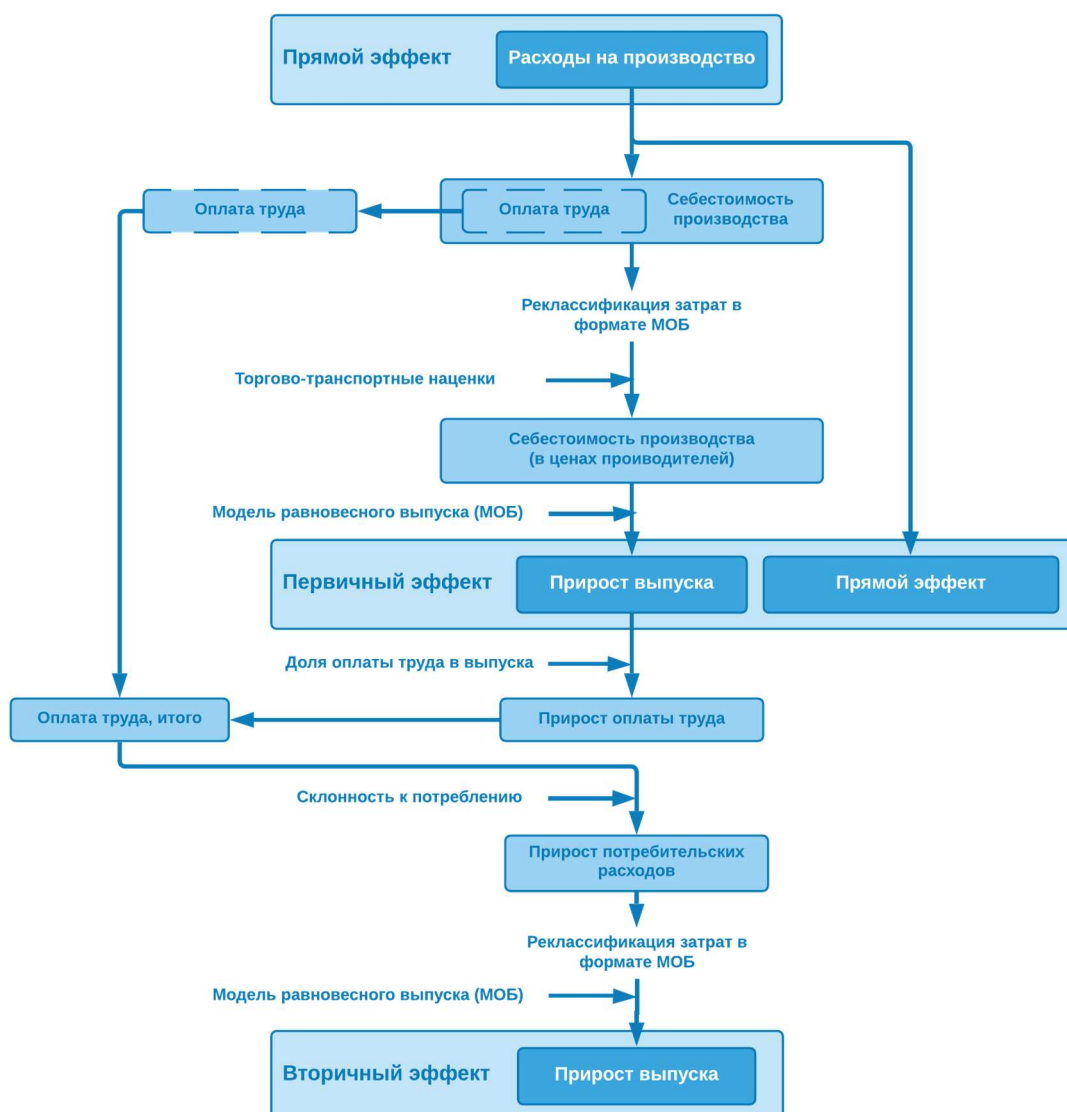 Прямой эффект
Расходы на производство
Оплата труда
Оплата труда
Себестоимость
производства
Реклассификация затрат в
формате МОБ
Торгово-транспортные наценки
Себестоимость производства
(в ценах проиводителей)
Модель равновесного выпуска (МОБ)
Первичный эффект
Прирост выпуска
Прямой эффект
Доля оплаты труда в выпуска
Оплата труда, итого
Прирост оплаты труда
Склонность к потреблению
Прирост потребительских
расходов
Реклассификация затрат в
формате МОБ
Модель равновесного выпуска (МОБ)
Вторичный эффект
Прирост выпуска